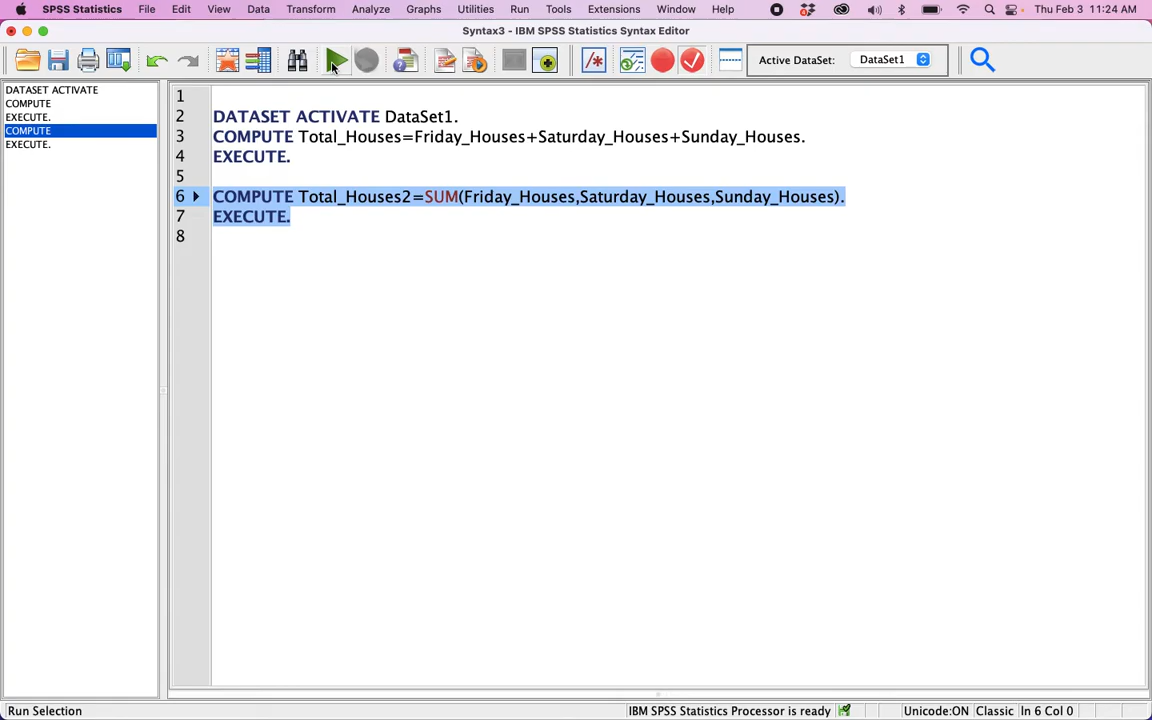 SPSS Statistics File Edit View Data Transform Analyze Graphs Utilities Run Tools Extensions Window Help Thu Feb 3 11:24 AM
Syntax3 - IBM SPSS Statistics Syntax Editor
Active DataSet: DataSet1
DATASET ACTIVATE
COMPUTE
EXECUTE.
COMPUTE
EXECUTE.
1
2 DATASET ACTIVATE DataSet1.
3 COMPUTE Total_Houses=Friday_Houses+Saturday_Houses+Sunday_Houses.
4 EXECUTE.
5
6 COMPUTE Total_Houses2=SUM(Friday_Houses,Saturday_Houses,Sunday_Houses).
7 EXECUTE.
8
Run Selection IBM SPSS Statistics Processor is ready Unicode:ON Classic In 6 Col 0